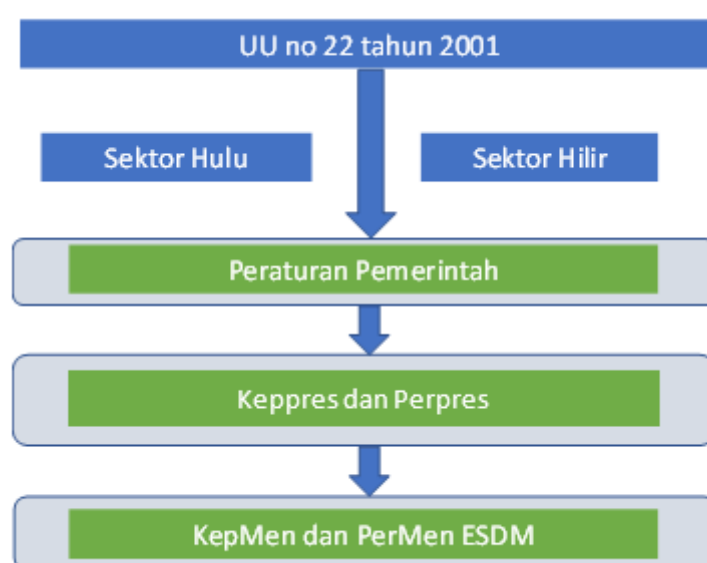 UU no 22 tahun 2001
Sektor Hulu
Sektor Hilir
Peraturan Pemerintah
Keppres dan Perpres
KepMen dan PerMen ESDM